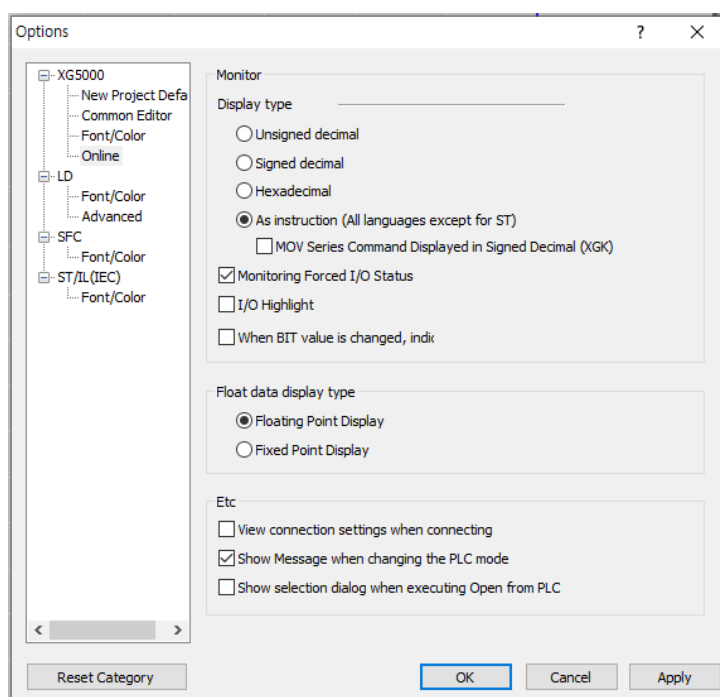 Options
XG5000
New Project Defa
Common Editor
Font/Color
Online
LD
Font/Color
Advanced
SFC
Font/Color
ST/IL(IEC)
Font/Color
Reset Category
Monitor
Display type
Unsigned decimal
Signed decimal
Hexadecimal
As instruction (All languages except for ST)
MOV Series Command Displayed in Signed Decimal (XGK)
Monitoring Forced I/O Status
I/O Highlight
When BIT value is changed, indic
Float data display type
Floating Point Display
Fixed Point Display
Etc
View connection settings when connecting
Show Message when changing the PLC mode
Show selection dialog when executing Open from PLC
OK
Cancel
Apply